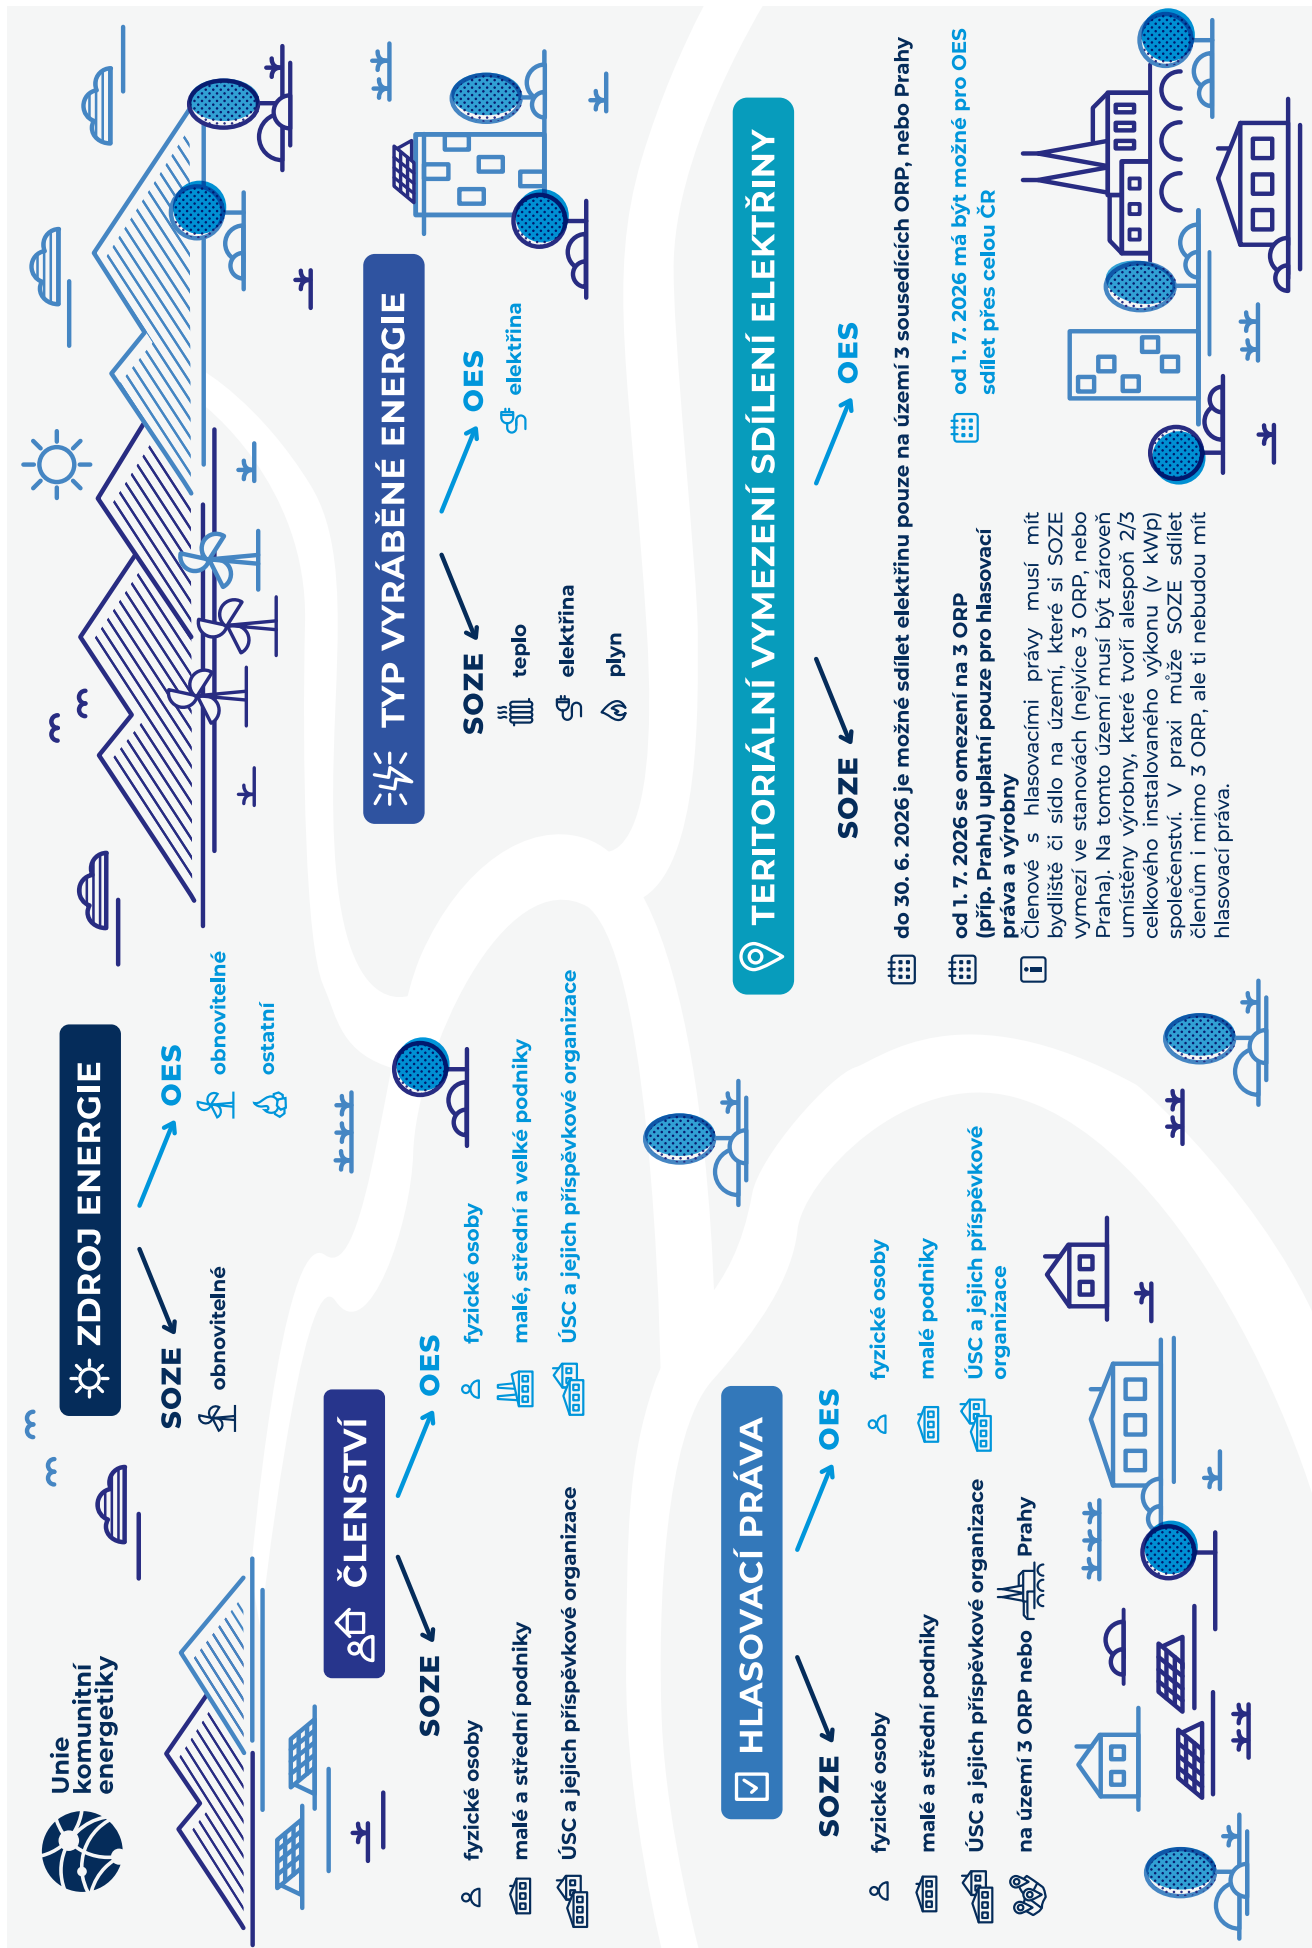 Unie
komunitní
energetiky
ZDROJ ENERGIE
SOZE
obnovitelné
OES
obnovitelné
ostatní
ČLENSTVÍ
SOZE
fyzické osoby
malé a střední podniky
ÚSC a jejich příspěvkové organizace
OES
fyzické osoby
malé, střední a velké podniky
ÚSC a jejich příspěvkové organizace
TYP VYRÁBĚNÉ ENERGIE
SOZE
teplo
elektřina
plyn
OES
elektřina
HLASOVACÍ PRÁVA
SOZE
fyzické osoby
malé a střední podniky
ÚSC a jejich příspěvkové organizace
na území 3 ORP nebo Prahy
OES
fyzické osoby
malé podniky
ÚSC a jejich příspěvkové
organizace
TERITORIÁLNÍ VYMEZENÍ SDÍLENÍ ELEKTŘINY
SOZE
OES
do 30. 6. 2026 je možné sdílet elektřinu pouze na území 3 sousedících ORP, nebo Prahy
od 1. 7. 2026 se omezení na 3 ORP
(příp. Prahu) uplatní pouze pro hlasovací
práva a výrobny
Členové s hlasovacími právy musí mít
bydliště či sídlo na území, které si SOZE
vymezí ve stanovách (nejvíce 3 ORP, nebo
Praha). Na tomto území musí být zároveň
umístěny výrobny, které tvoří alespoň 2/3
celkového instalovaného výkonu (v kWp)
společenství. V praxi může SOZE sdílet
členům i mimo 3 ORP, ale ti nebudou mít
hlasovací práva.
od 1. 7. 2026 má být možné pro OES
sdílet přes celou ČR